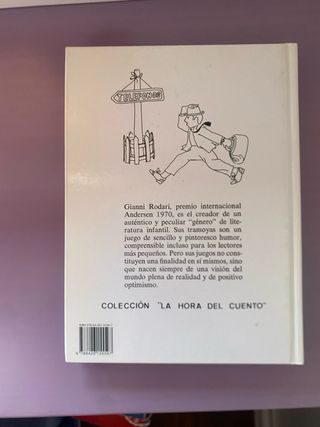 TELEFONOS
Gianni Rodari, premio internacional
Andersen 1970, es el creador de un
auténtico y peculiar "género" de lite-
ratura infantil. Sus tramoyas son un
juego de sencillo y pintoresco humor,
comprensible incluso para los lectores
más pequeños. Pero sus juegos no cons-
tituyen una finalidad en sí mismos, sino
que nacen siempre de una visión del
mundo plena de realidad y de positivo
optimismo.
COLECCIÓN "LA HORA DEL CUENTO"